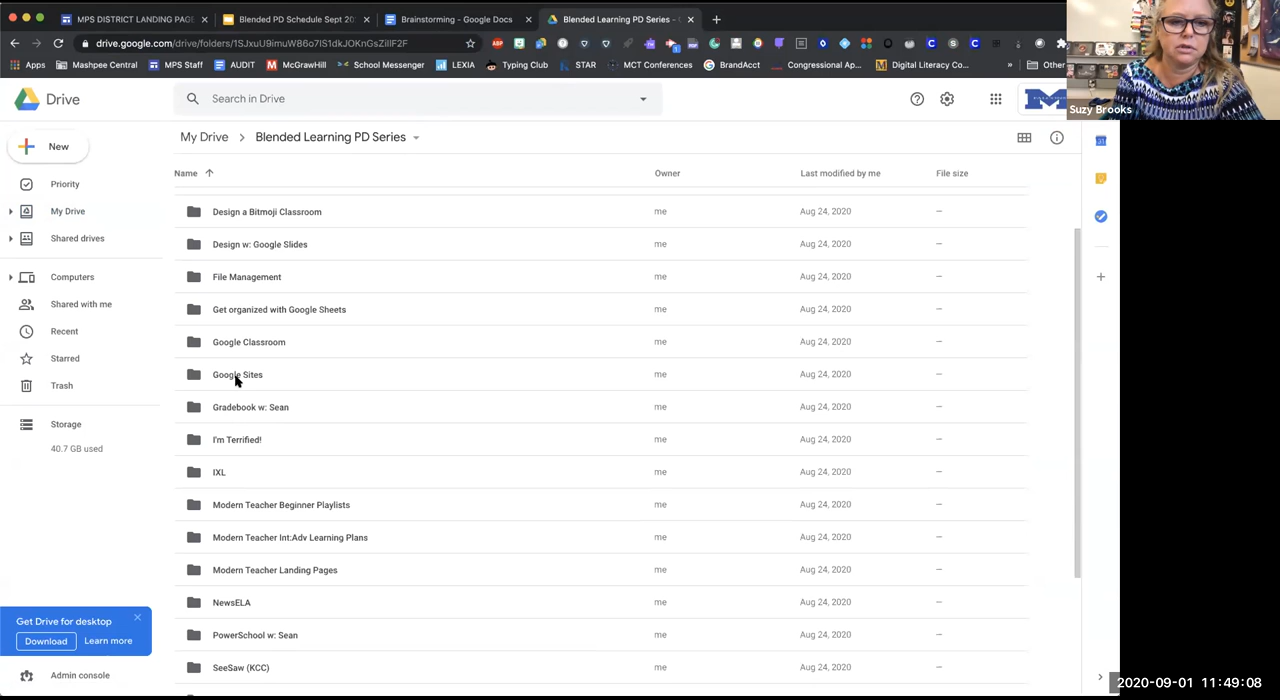 MPS DISTRICT LANDING PAGE
Blended PD Schedule Sept 20
Brainstorming - Google Docs
Blended Learning PD Series -
drive.google.com/drive/folders/1SJxuU9imuW86o7IS1dkJOKnGsZiIIF2F
Apps
Mashpee Central
MPS Staff
AUDIT
McGrawHill
School Messenger
LEXIA
Typing Club
STAR
MCT Conferences
BrandAcct
Congressional Ap...
Digital Literacy Co...
Other
Suzy Brooks
Drive
Search in Drive
New
My Drive
Blended Learning PD Series
Name
Owner
Last modified by me
File size
Priority
My Drive
Shared drives
Computers
Shared with me
Recent
Starred
Trash
Storage
40.7 GB used
Design a Bitmoji Classroom me Aug 24, 2020 —
Design w: Google Slides me Aug 24, 2020 —
File Management me Aug 24, 2020 —
Get organized with Google Sheets me Aug 24, 2020 —
Google Classroom me Aug 24, 2020 —
Google Sites me Aug 24, 2020 —
Gradebook w: Sean me Aug 24, 2020 —
I'm Terrified! me Aug 24, 2020 —
IXL me Aug 24, 2020 —
Modern Teacher Beginner Playlists me Aug 24, 2020 —
Modern Teacher Int:Adv Learning Plans me Aug 24, 2020 —
Modern Teacher Landing Pages me Aug 24, 2020 —
NewsELA me Aug 24, 2020 —
PowerSchool w: Sean me Aug 24, 2020 —
SeeSaw (KCC) me Aug 24, 2020 —
Get Drive for desktop
Download
Learn more
Admin console
2020-09-01 11:49:08